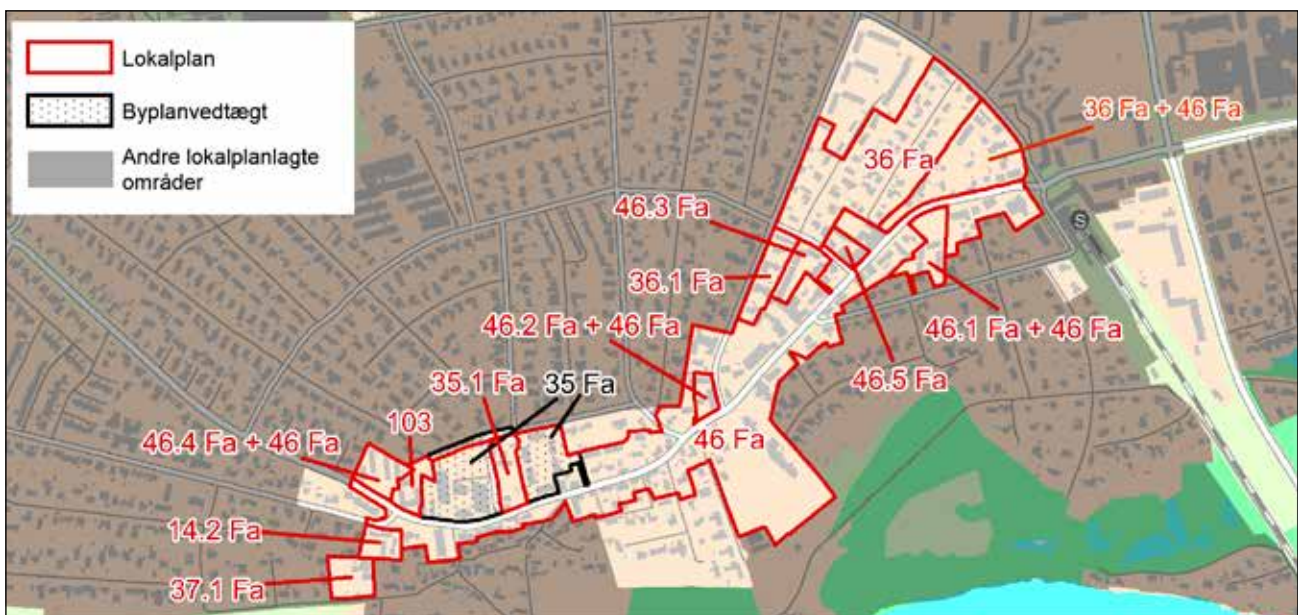 Lokalplan
Byplanvedtægt
Andre lokalplanlagte
områder
36 Fa + 46 Fa
36 Fa
46.3 Fa
S
36.1 Fa
46.2 Fa + 46 Fa
46.1 Fa + 46 Fa
35.1 Fa
35 Fa
46.5 Fa
103
46 Fa
46.4 Fa + 46 Fa
14.2 Fa
37.1 Fa